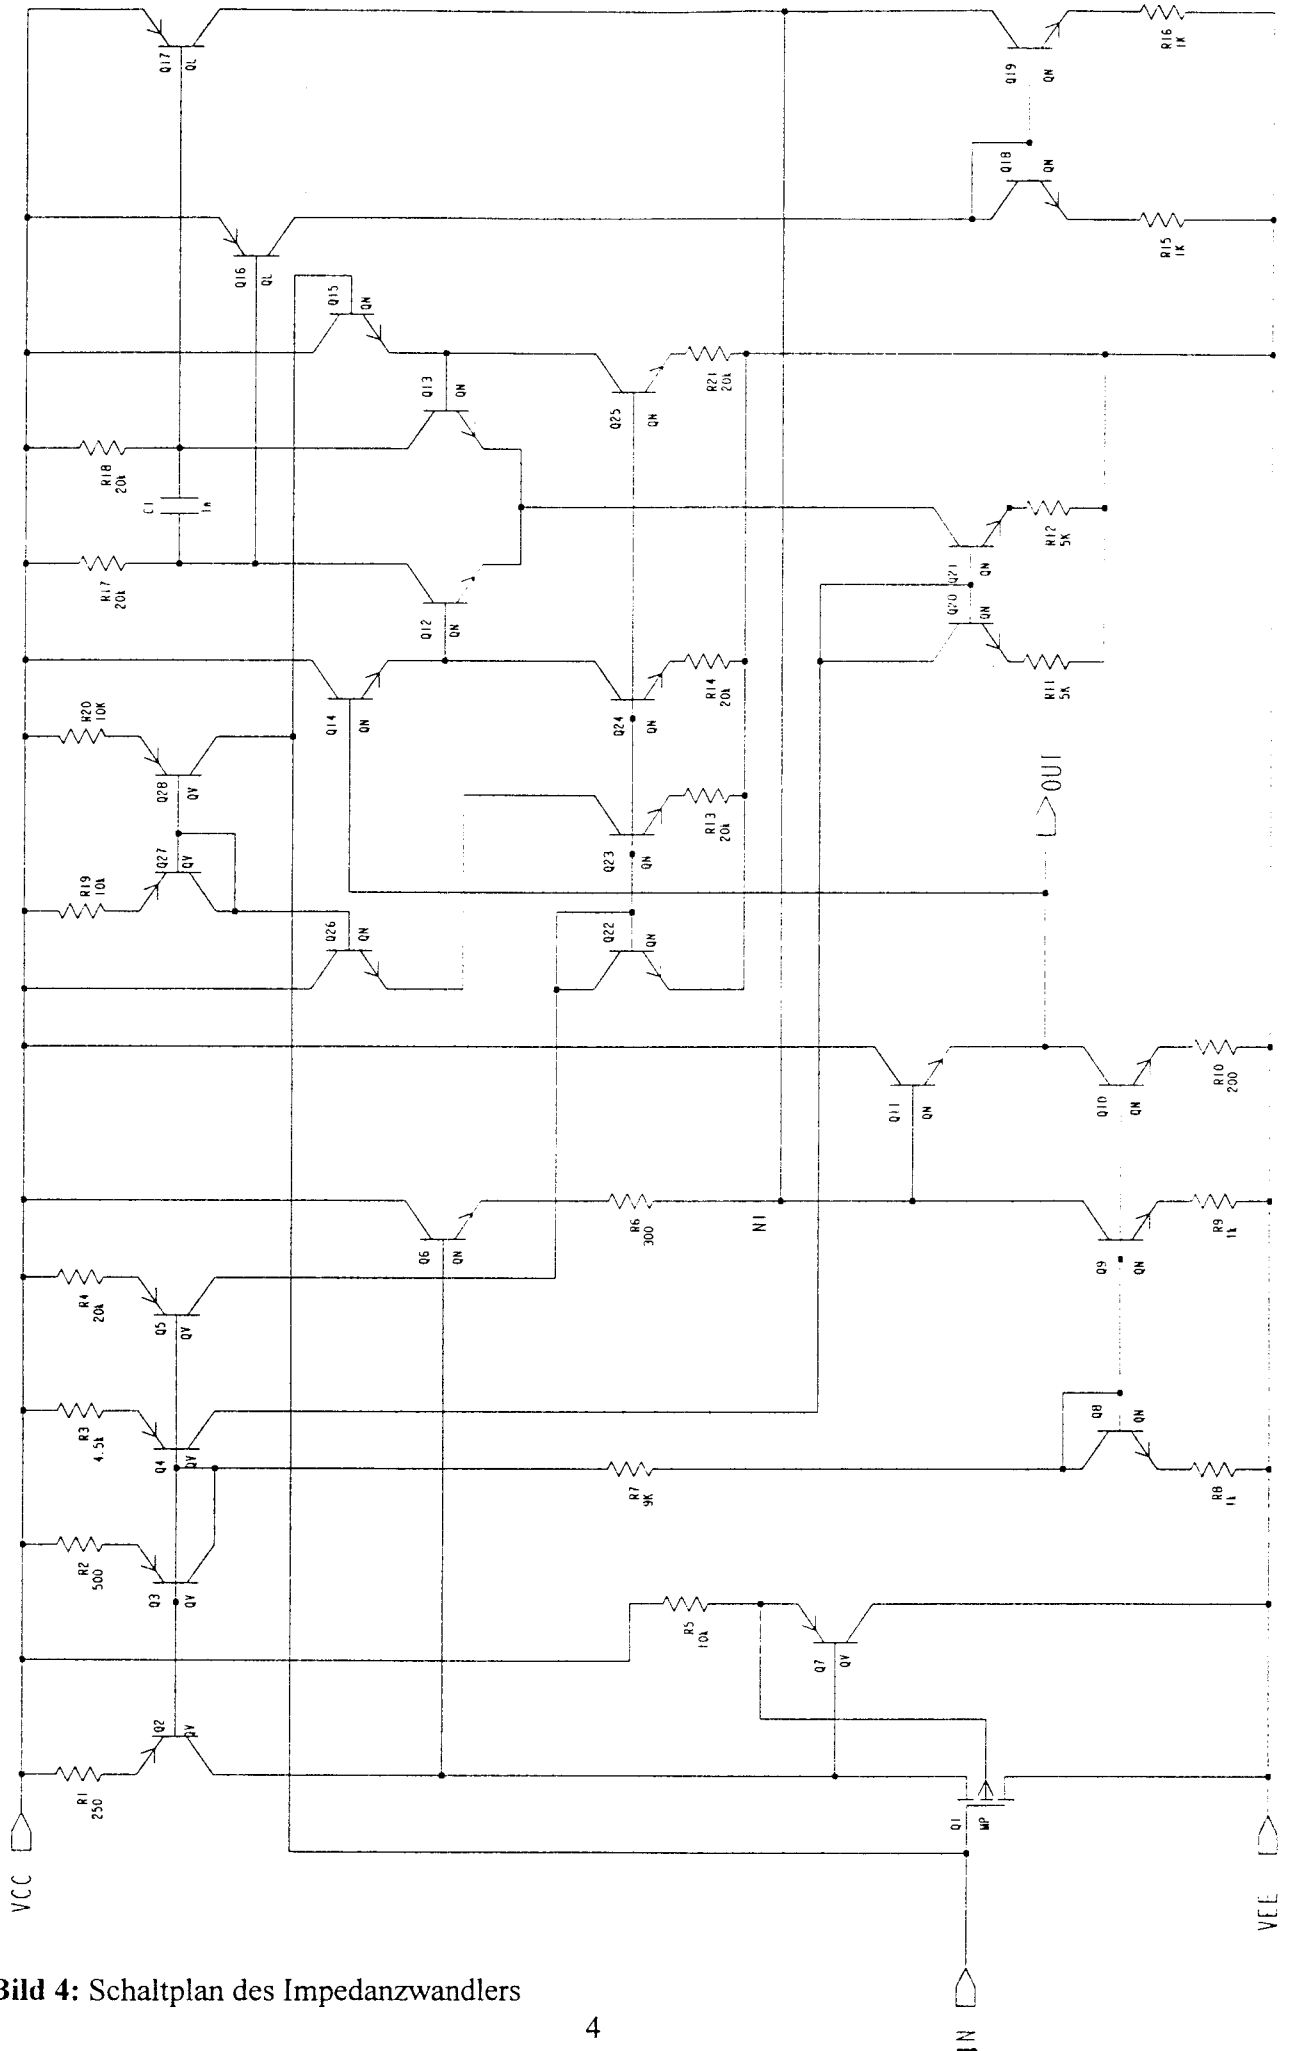 R16
1K
Q17
QL
Q19
QN
Q18
QN
R15
1K
Q16
QL
Q15
QN
Q13
QN
R21
20k
Q25
QN
R18
20k
C1
R12
5K
Q21
QN
R17
20k
Q12
QN
Q20
QN
R11
5K
R20
10K
Q14
QN
Q24
QN
R14
20k
Q28
QV
OUT
R13
20k
Q27
QV
Q23
QN
R19
10k
Q26
QN
Q22
QN
R10
200
Q11
QN
Q10
QN
R6
300
N1
R9
1k
Q6
QN
Q9
QN
R4
20k
Q5
QV
R3
4.5k
Q4
QV
Q8
QN
R7
9K
R8
1k
R2
500
Q3
QV
R5
10k
Q7
QV
Q2
QV
R1
250
Q1
MP
VCC
VEE
Bild 4: Schaltplan des Impedanzwandlers
4